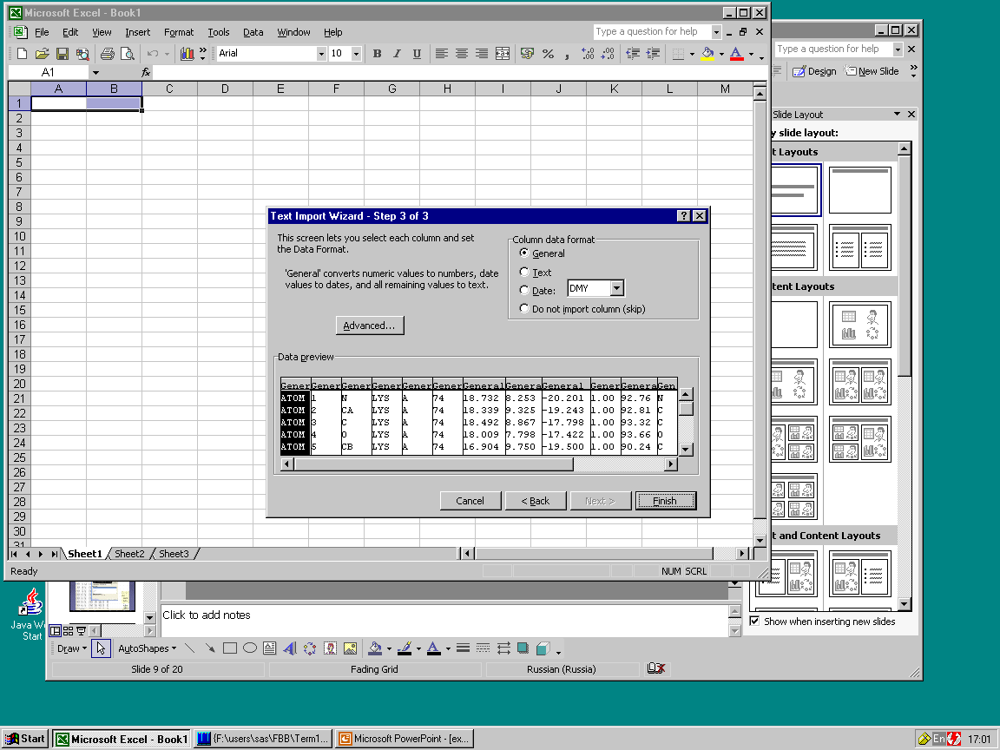 Microsoft Excel - Book1
File Edit View Insert Format Tools Data Window Help
Type a question for help
Arial 10 B I U % ,
A1 fx
A B C D E F G H I J K L M
1
2
3
4
5
6
7
8
9
10
11
12
13
14
15
16
17
18
19
20
21
22
23
24
25
26
27
28
29
30
31
Text Import Wizard - Step 3 of 3
This screen lets you select each column and set
the Data Format.
'General' converts numeric values to numbers, date
values to dates, and all remaining values to text.
Advanced...
Column data format
General
Text
Date: DMY
Do not import column (skip)
Data preview
Gener Gener Gener Gener Gener Gener General Genera General Gener Genera Gen
ATOM 1 N LYS A 74 18.732 8.253 -20.201 1.00 92.76 N
ATOM 2 CA LYS A 74 18.339 9.325 -19.243 1.00 92.81 C
ATOM 3 C LYS A 74 18.492 8.867 -17.798 1.00 93.32 C
ATOM 4 O LYS A 74 18.009 7.798 -17.422 1.00 93.66 O
ATOM 5 CB LYS A 74 16.904 9.750 -19.500 1.00 90.24 C
Cancel < Back Next > Finish
Sheet1 Sheet2 Sheet3
Ready NUM SCRL
Type a question for help
Design New Slide
Slide Layout
y slide layout:
t Layouts
tent Layouts
t and Content Layouts
Show when inserting new slides
Java We
Start
Click to add notes
Draw AutoShapes
Slide 9 of 20 Fading Grid Russian (Russia)
Start Microsoft Excel - Book1 {F:\users\sas\FBB\Term1... Microsoft PowerPoint - [ex... En 17:01